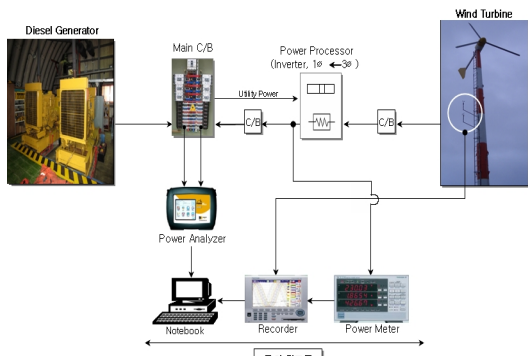 Wind Turbine
Diesel Generator
Main C/B
Power Processor
(Inverter, 1ø ←3ø )
Utility Power
C/B
C/B
Power Analyzer
Notebook
Recorder
Power Meter